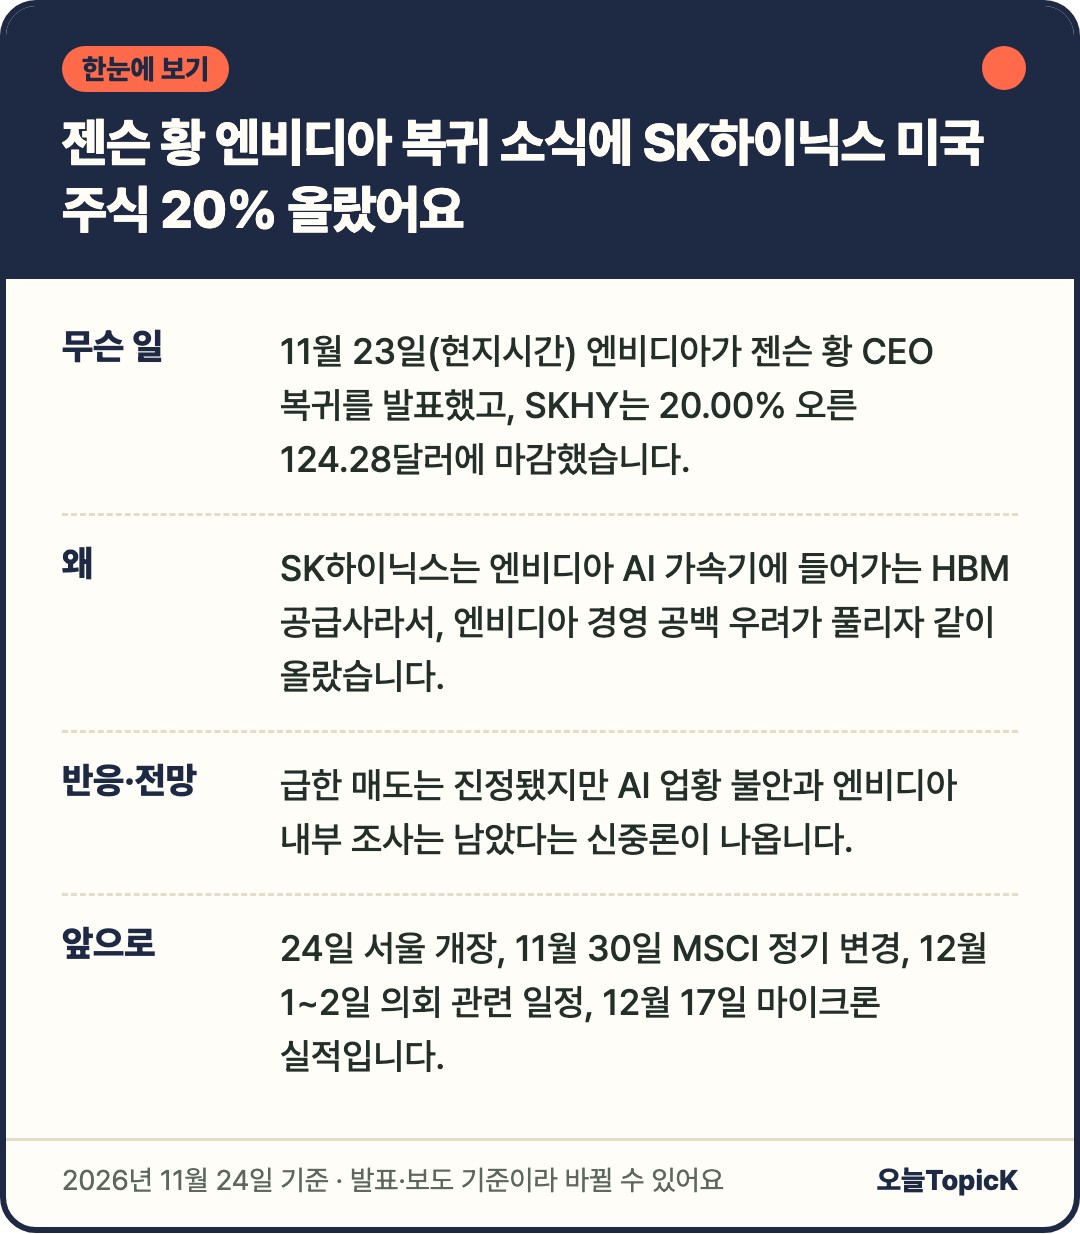 한눈에 보기
젠슨 황 엔비디아 복귀 소식에 SK하이닉스 미국
주식 20% 올랐어요
무슨 일
11월 23일(현지시간) 엔비디아가 젠슨 황 CEO
복귀를 발표했고, SKHY는 20.00% 오른
124.28달러에 마감했습니다.
왜
SK하이닉스는 엔비디아 AI 가속기에 들어가는 HBM
공급사라서, 엔비디아 경영 공백 우려가 풀리자 같이
올랐습니다.
반응·전망
급한 매도는 진정됐지만 AI 업황 불안과 엔비디아
내부 조사는 남았다는 신중론이 나옵니다.
앞으로
24일 서울 개장, 11월 30일 MSCI 정기 변경, 12월
1~2일 의회 관련 일정, 12월 17일 마이크론
실적입니다.
2026년 11월 24일 기준 · 발표·보도 기준이라 바뀔 수 있어요
오늘TopicK